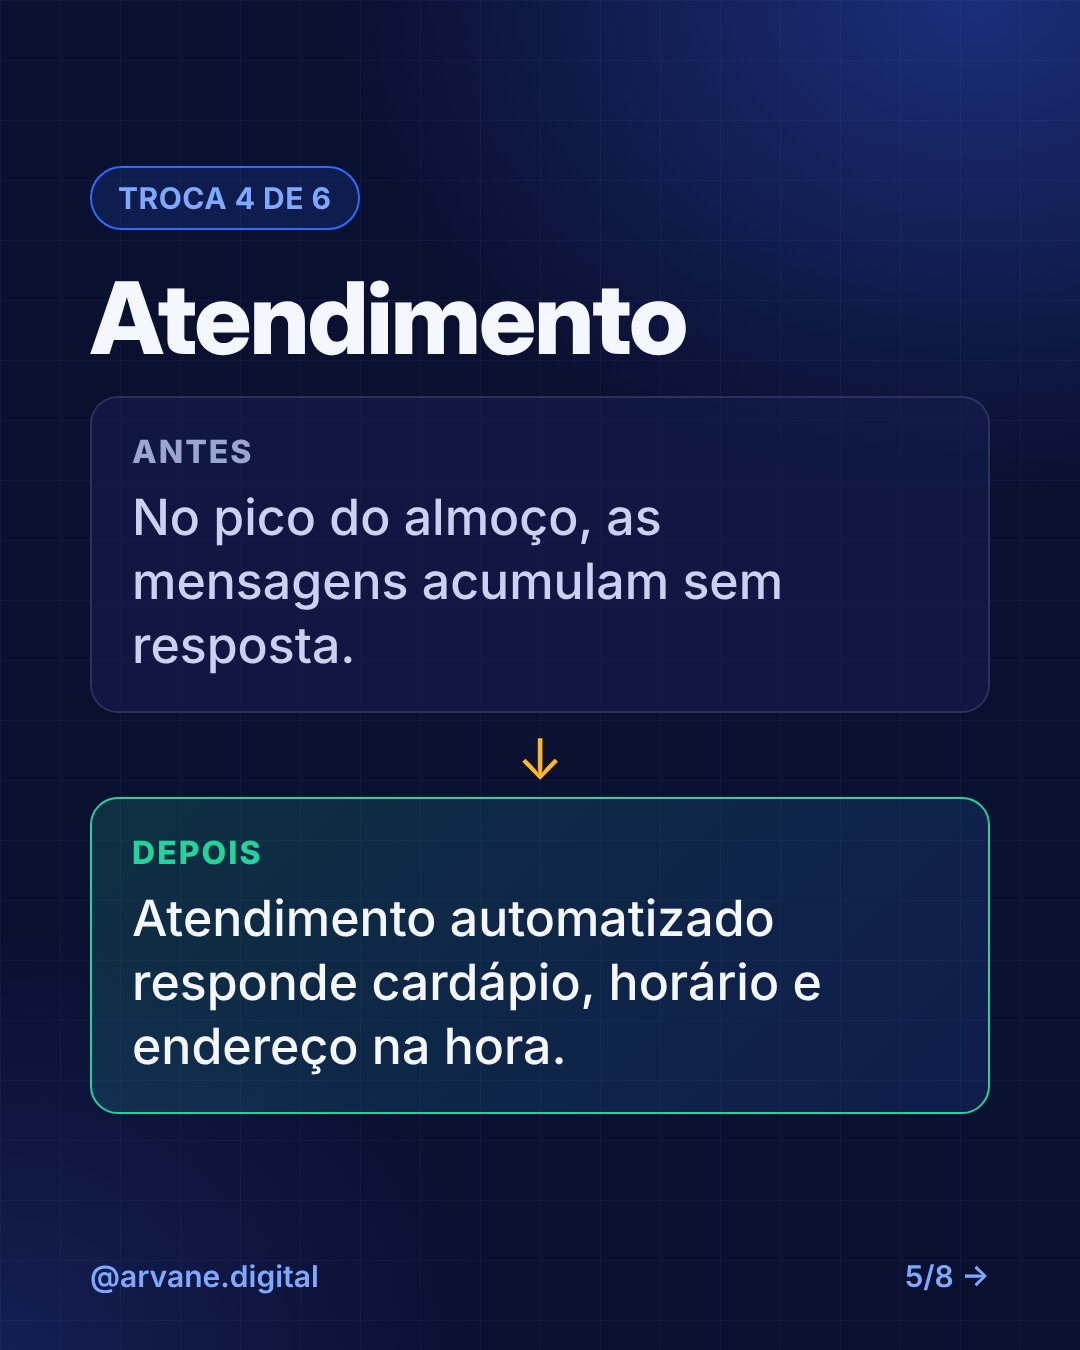 TROCA 4 DE 6
Atendimento
ANTES
No pico do almoço, as
mensagens acumulam sem
resposta.
↓
DEPOIS
Atendimento automatizado
responde cardápio, horário e
endereço na hora.
@arvane.digital
5/8 →